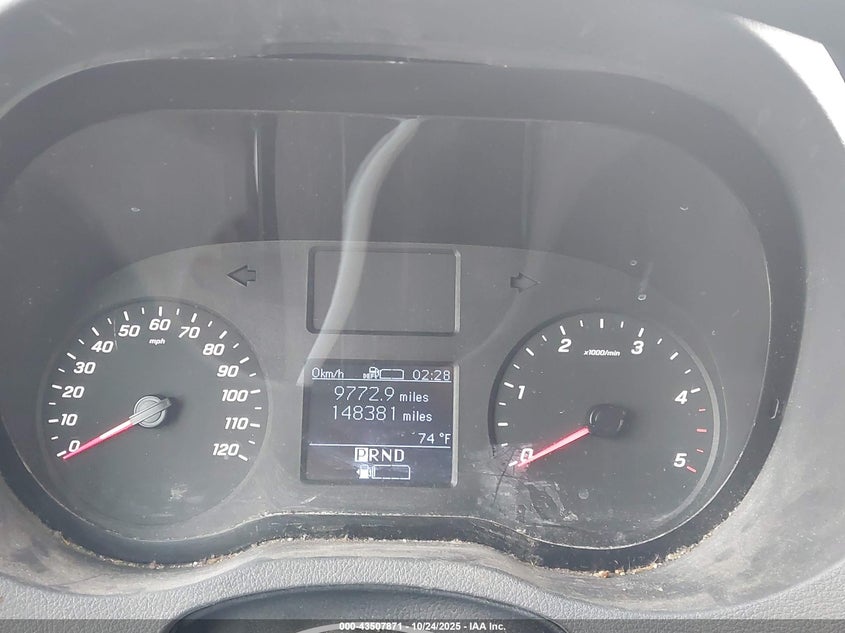 0 10 20 30 40 50 60 70 80 90 100 110 120
mph
0km/h DEF 02:28
9772.9 miles
148381 miles
74 °F
PRND
0 1 2 3 4 5
x1000/min
000-43507871 - 10/24/2025 - IAA Inc.